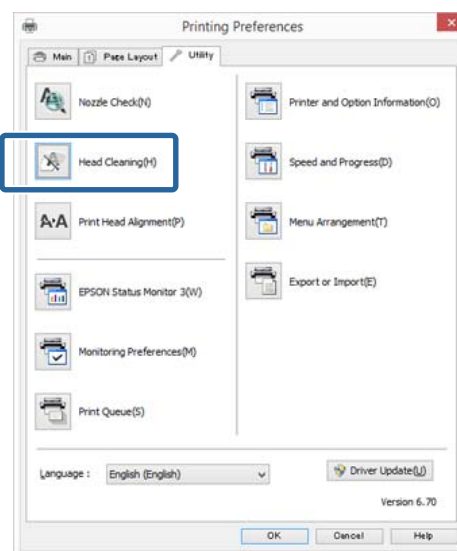 Printing Preferences
Main
Page Layout
Utility
Nozzle Check(N)
Head Cleaning(H)
Print Head Alignment(P)
EPSON Status Monitor 3(W)
Monitoring Preferences(M)
Print Queue(S)
Printer and Option Information(O)
Speed and Progress(D)
Menu Arrangement(T)
Export or Import(E)
Language : English (English)
Driver Update(U)
Version 6.70
OK Cancel Help